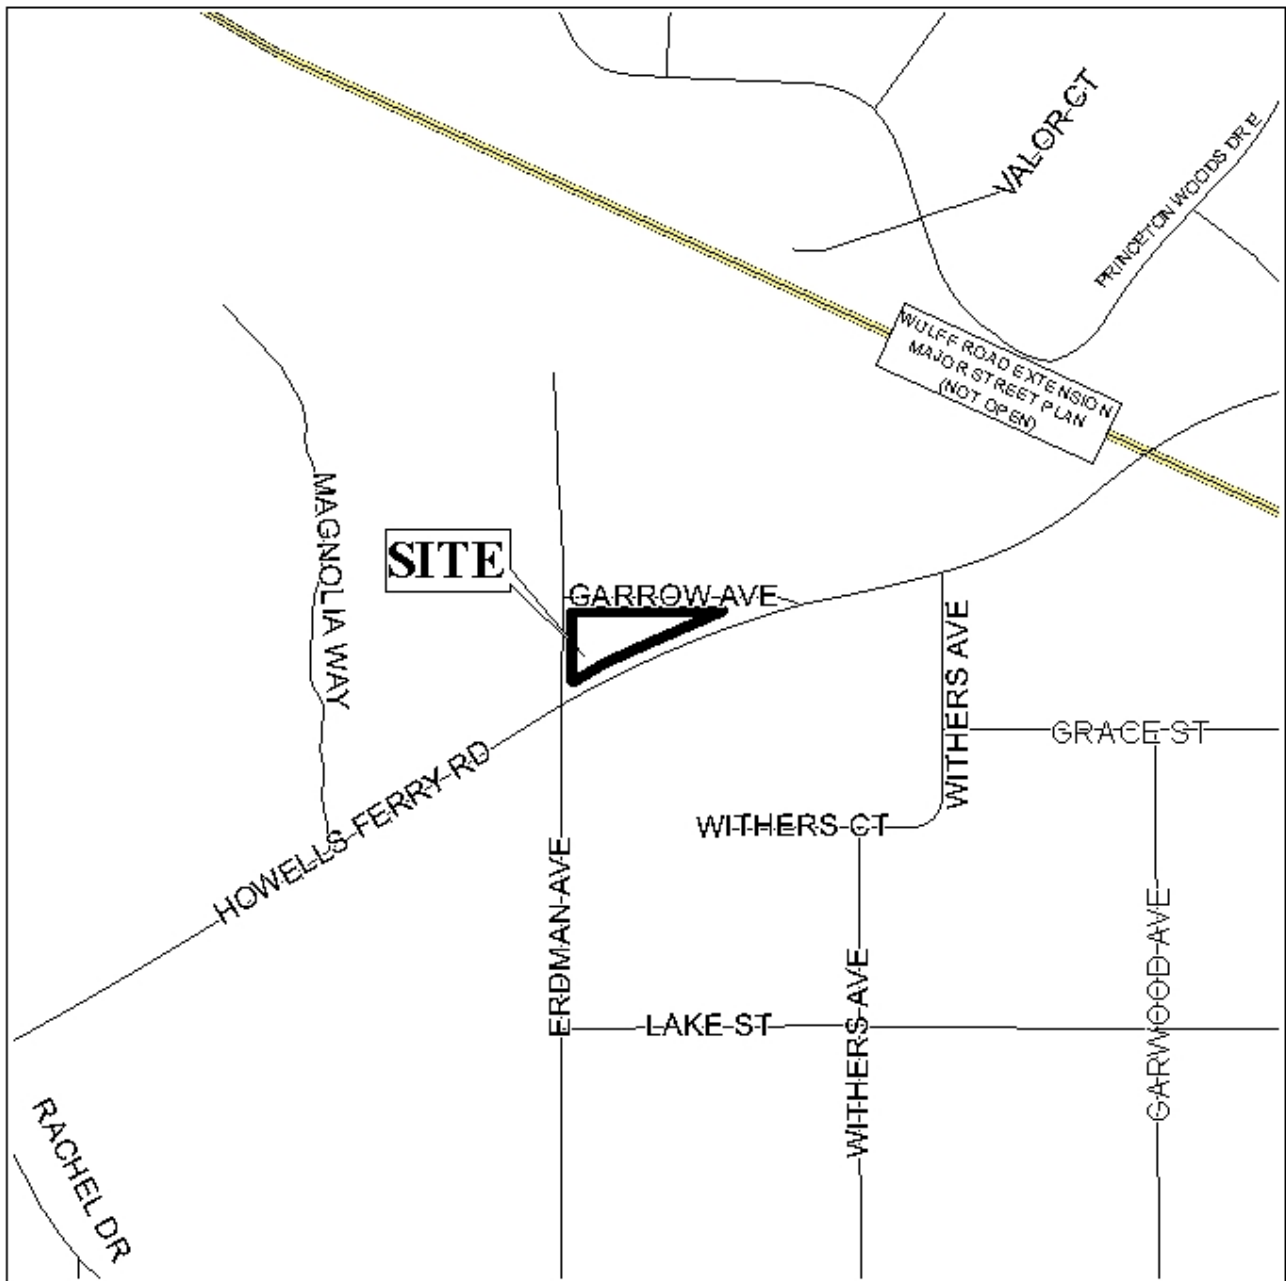 VALOR CT
PRINCETON WOODS DR E
WULFF ROAD EXTENSION
MAJOR STREET PLAN
(NOT OPEN)
MAGNOLIA WAY
SITE
GARROW AVE
WITHERS AVE
GRACE ST
HOWELLS FERRY RD
WITHERS CT
ERDMAN AVE
GARWOOD AVE
WITHERS AVE
LAKE ST
RACHEL DR